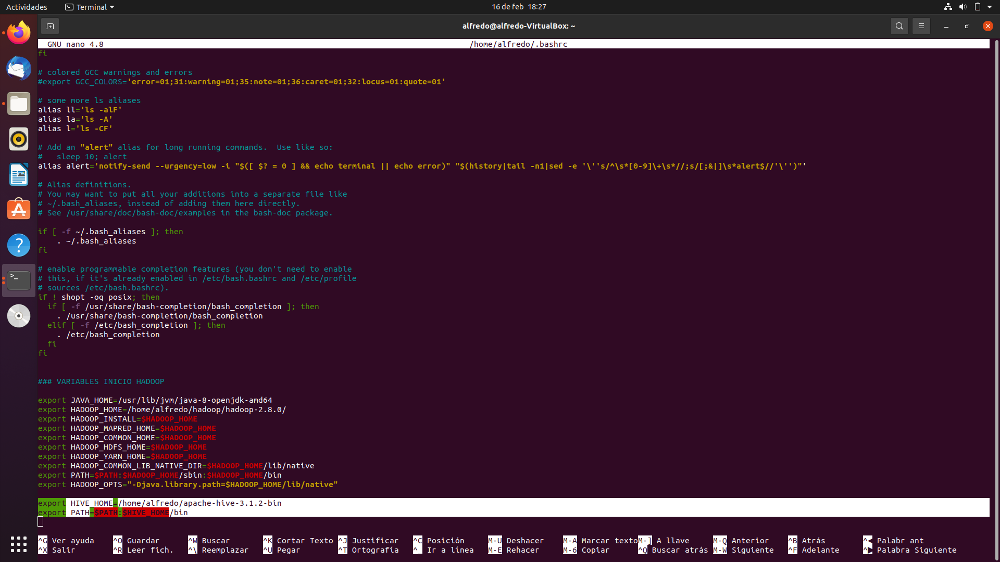 Actividades
Terminal
16 de feb 18:27
alfredo@alfredo-VirtualBox: ~
GNU nano 4.8 /home/alfredo/.bashrc
fi
# colored GCC warnings and errors
#export GCC_COLORS='error=01;31:warning=01;35:note=01;36:caret=01;32:locus=01:quote=01'
# some more ls aliases
alias ll='ls -alF'
alias la='ls -A'
alias l='ls -CF'
# Add an "alert" alias for long running commands.  Use like so:
#   sleep 10; alert
alias alert='notify-send --urgency=low -i "$([ $? = 0 ] && echo terminal || echo error)" "$(history|tail -n1|sed -e '\''s/^\s*[0-9]\+\s*//;s/[;&|]\s*alert$//'\'')"'
# Alias definitions.
# You may want to put all your additions into a separate file like
# ~/.bash_aliases, instead of adding them here directly.
# See /usr/share/doc/bash-doc/examples in the bash-doc package.
if [ -f ~/.bash_aliases ]; then
    . ~/.bash_aliases
fi
# enable programmable completion features (you don't need to enable
# this, if it's already enabled in /etc/bash.bashrc and /etc/profile
# sources /etc/bash.bashrc).
if ! shopt -oq posix; then
  if [ -f /usr/share/bash-completion/bash_completion ]; then
    . /usr/share/bash-completion/bash_completion
  elif [ -f /etc/bash_completion ]; then
    . /etc/bash_completion
  fi
fi
### VARIABLES INICIO HADOOP
export JAVA_HOME=/usr/lib/jvm/java-8-openjdk-amd64
export HADOOP_HOME=/home/alfredo/hadoop/hadoop-2.8.0/
export HADOOP_INSTALL=$HADOOP_HOME
export HADOOP_MAPRED_HOME=$HADOOP_HOME
export HADOOP_COMMON_HOME=$HADOOP_HOME
export HADOOP_HDFS_HOME=$HADOOP_HOME
export HADOOP_YARN_HOME=$HADOOP_HOME
export HADOOP_COMMON_LIB_NATIVE_DIR=$HADOOP_HOME/lib/native
export PATH=$PATH:$HADOOP_HOME/sbin:$HADOOP_HOME/bin
export HADOOP_OPTS="-Djava.library.path=$HADOOP_HOME/lib/native"
export HIVE_HOME=/home/alfredo/apache-hive-3.1.2-bin
export PATH=$PATH:$HIVE_HOME/bin
^G Ver ayuda ^O Guardar ^W Buscar ^K Cortar Texto ^J Justificar ^C Posición M-U Deshacer M-A Marcar texto M-] A llave M-Q Anterior ^B Atrás ^◀ Palabr ant
^X Salir ^R Leer fich. ^\ Reemplazar ^U Pegar ^T Ortografía ^_ Ir a línea M-E Rehacer M-6 Copiar ^Q Buscar atrás M-W Siguiente ^F Adelante ^▶ Palabra Siguiente